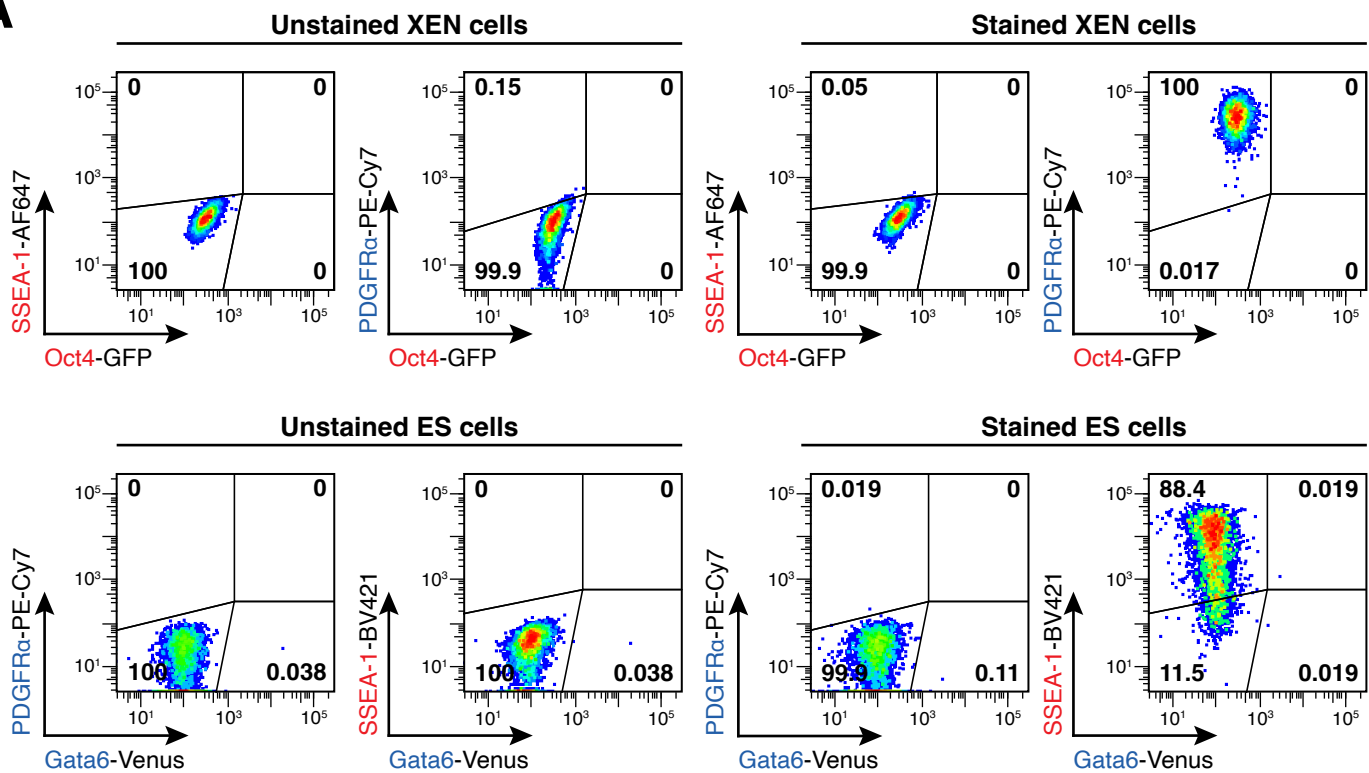 A
Unstained XEN cells
Stained XEN cells
0 0
100 0
10⁵
10³
10¹
10¹ 10³ 10⁵
SSEA-1-AF647
Oct4-GFP
0.15 0
99.9 0
10⁵
10³
10¹
10¹ 10³ 10⁵
PDGFRα-PE-Cy7
Oct4-GFP
0.05 0
99.9 0
10⁵
10³
10¹
10¹ 10³ 10⁵
SSEA-1-AF647
Oct4-GFP
100 0
0.017 0
10⁵
10³
10¹
10¹ 10³ 10⁵
PDGFRα-PE-Cy7
Oct4-GFP
Unstained ES cells
Stained ES cells
0 0
100 0.038
10⁵
10³
10¹
10¹ 10³ 10⁵
PDGFRα-PE-Cy7
Gata6-Venus
0 0
100 0.038
10⁵
10³
10¹
10¹ 10³ 10⁵
SSEA-1-BV421
Gata6-Venus
0.019 0
99.9 0.11
10⁵
10³
10¹
10¹ 10³ 10⁵
PDGFRα-PE-Cy7
Gata6-Venus
88.4 0.019
11.5 0.019
10⁵
10³
10¹
10¹ 10³ 10⁵
SSEA-1-BV421
Gata6-Venus